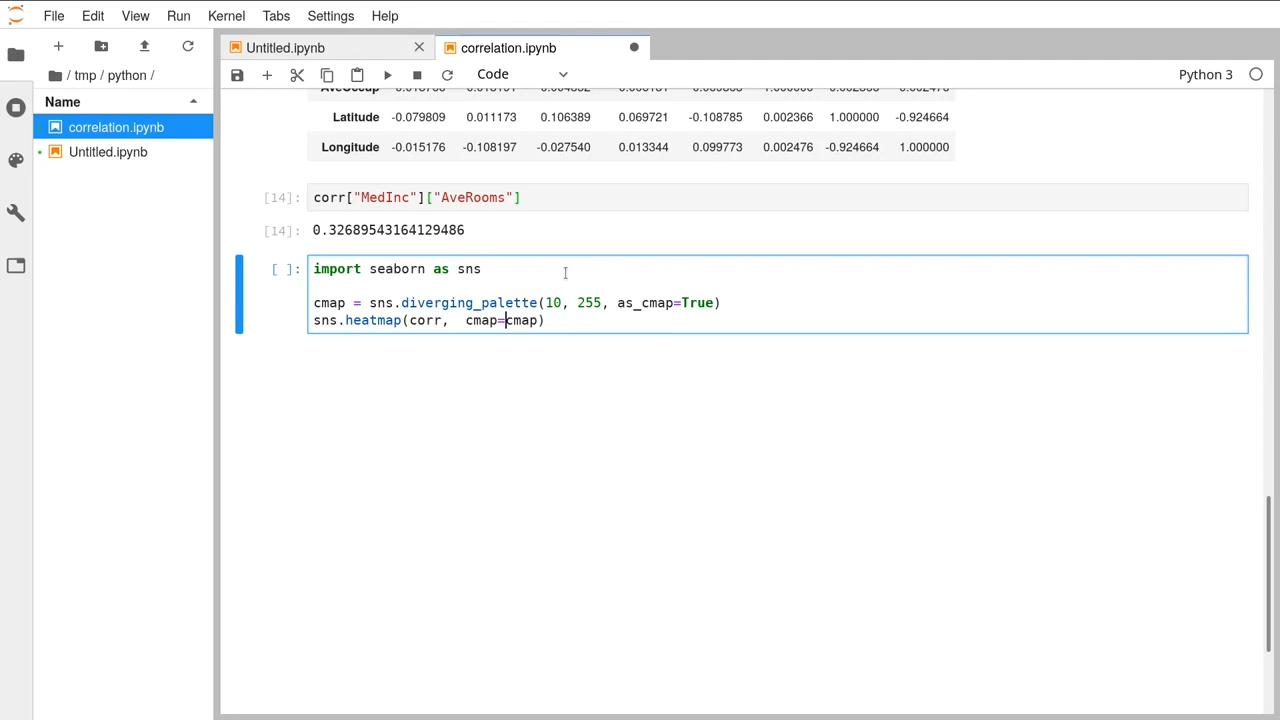 File Edit View Run Kernel Tabs Settings Help
Untitled.ipynb
correlation.ipynb
Code
Python 3
/ tmp / python /
Name
correlation.ipynb
Untitled.ipynb
Latitude -0.079809 0.011173 0.106389 0.069721 -0.108785 0.002366 1.000000 -0.924664
Longitude -0.015176 -0.108197 -0.027540 0.013344 0.099773 0.002476 -0.924664 1.000000
[14]: corr["MedInc"]["AveRooms"]
[14]: 0.32689543164129486
[ ]: import seaborn as sns
cmap = sns.diverging_palette(10, 255, as_cmap=True)
sns.heatmap(corr,  cmap=cmap)